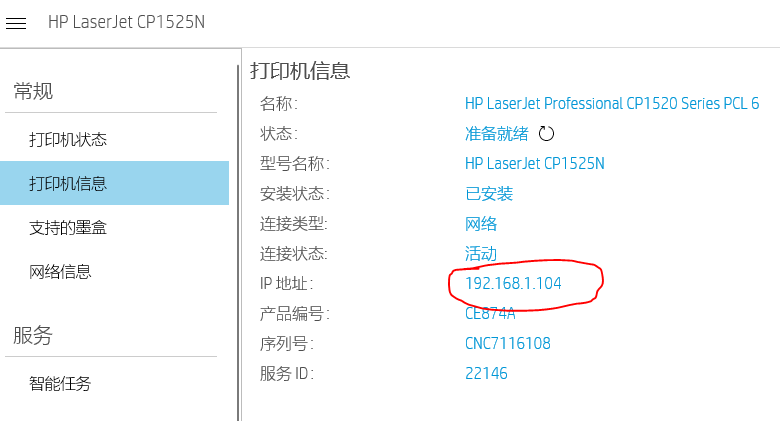 HP LaserJet CP1525N
常规
打印机状态
打印机信息
支持的墨盒
网络信息
服务
智能任务
打印机信息
名称: HP LaserJet Professional CP1520 Series PCL 6
状态: 准备就绪
型号名称: HP LaserJet CP1525N
安装状态: 已安装
连接类型: 网络
连接状态: 活动
IP 地址: 192.168.1.104
产品编号: CE874A
序列号: CNC7116108
服务 ID: 22146